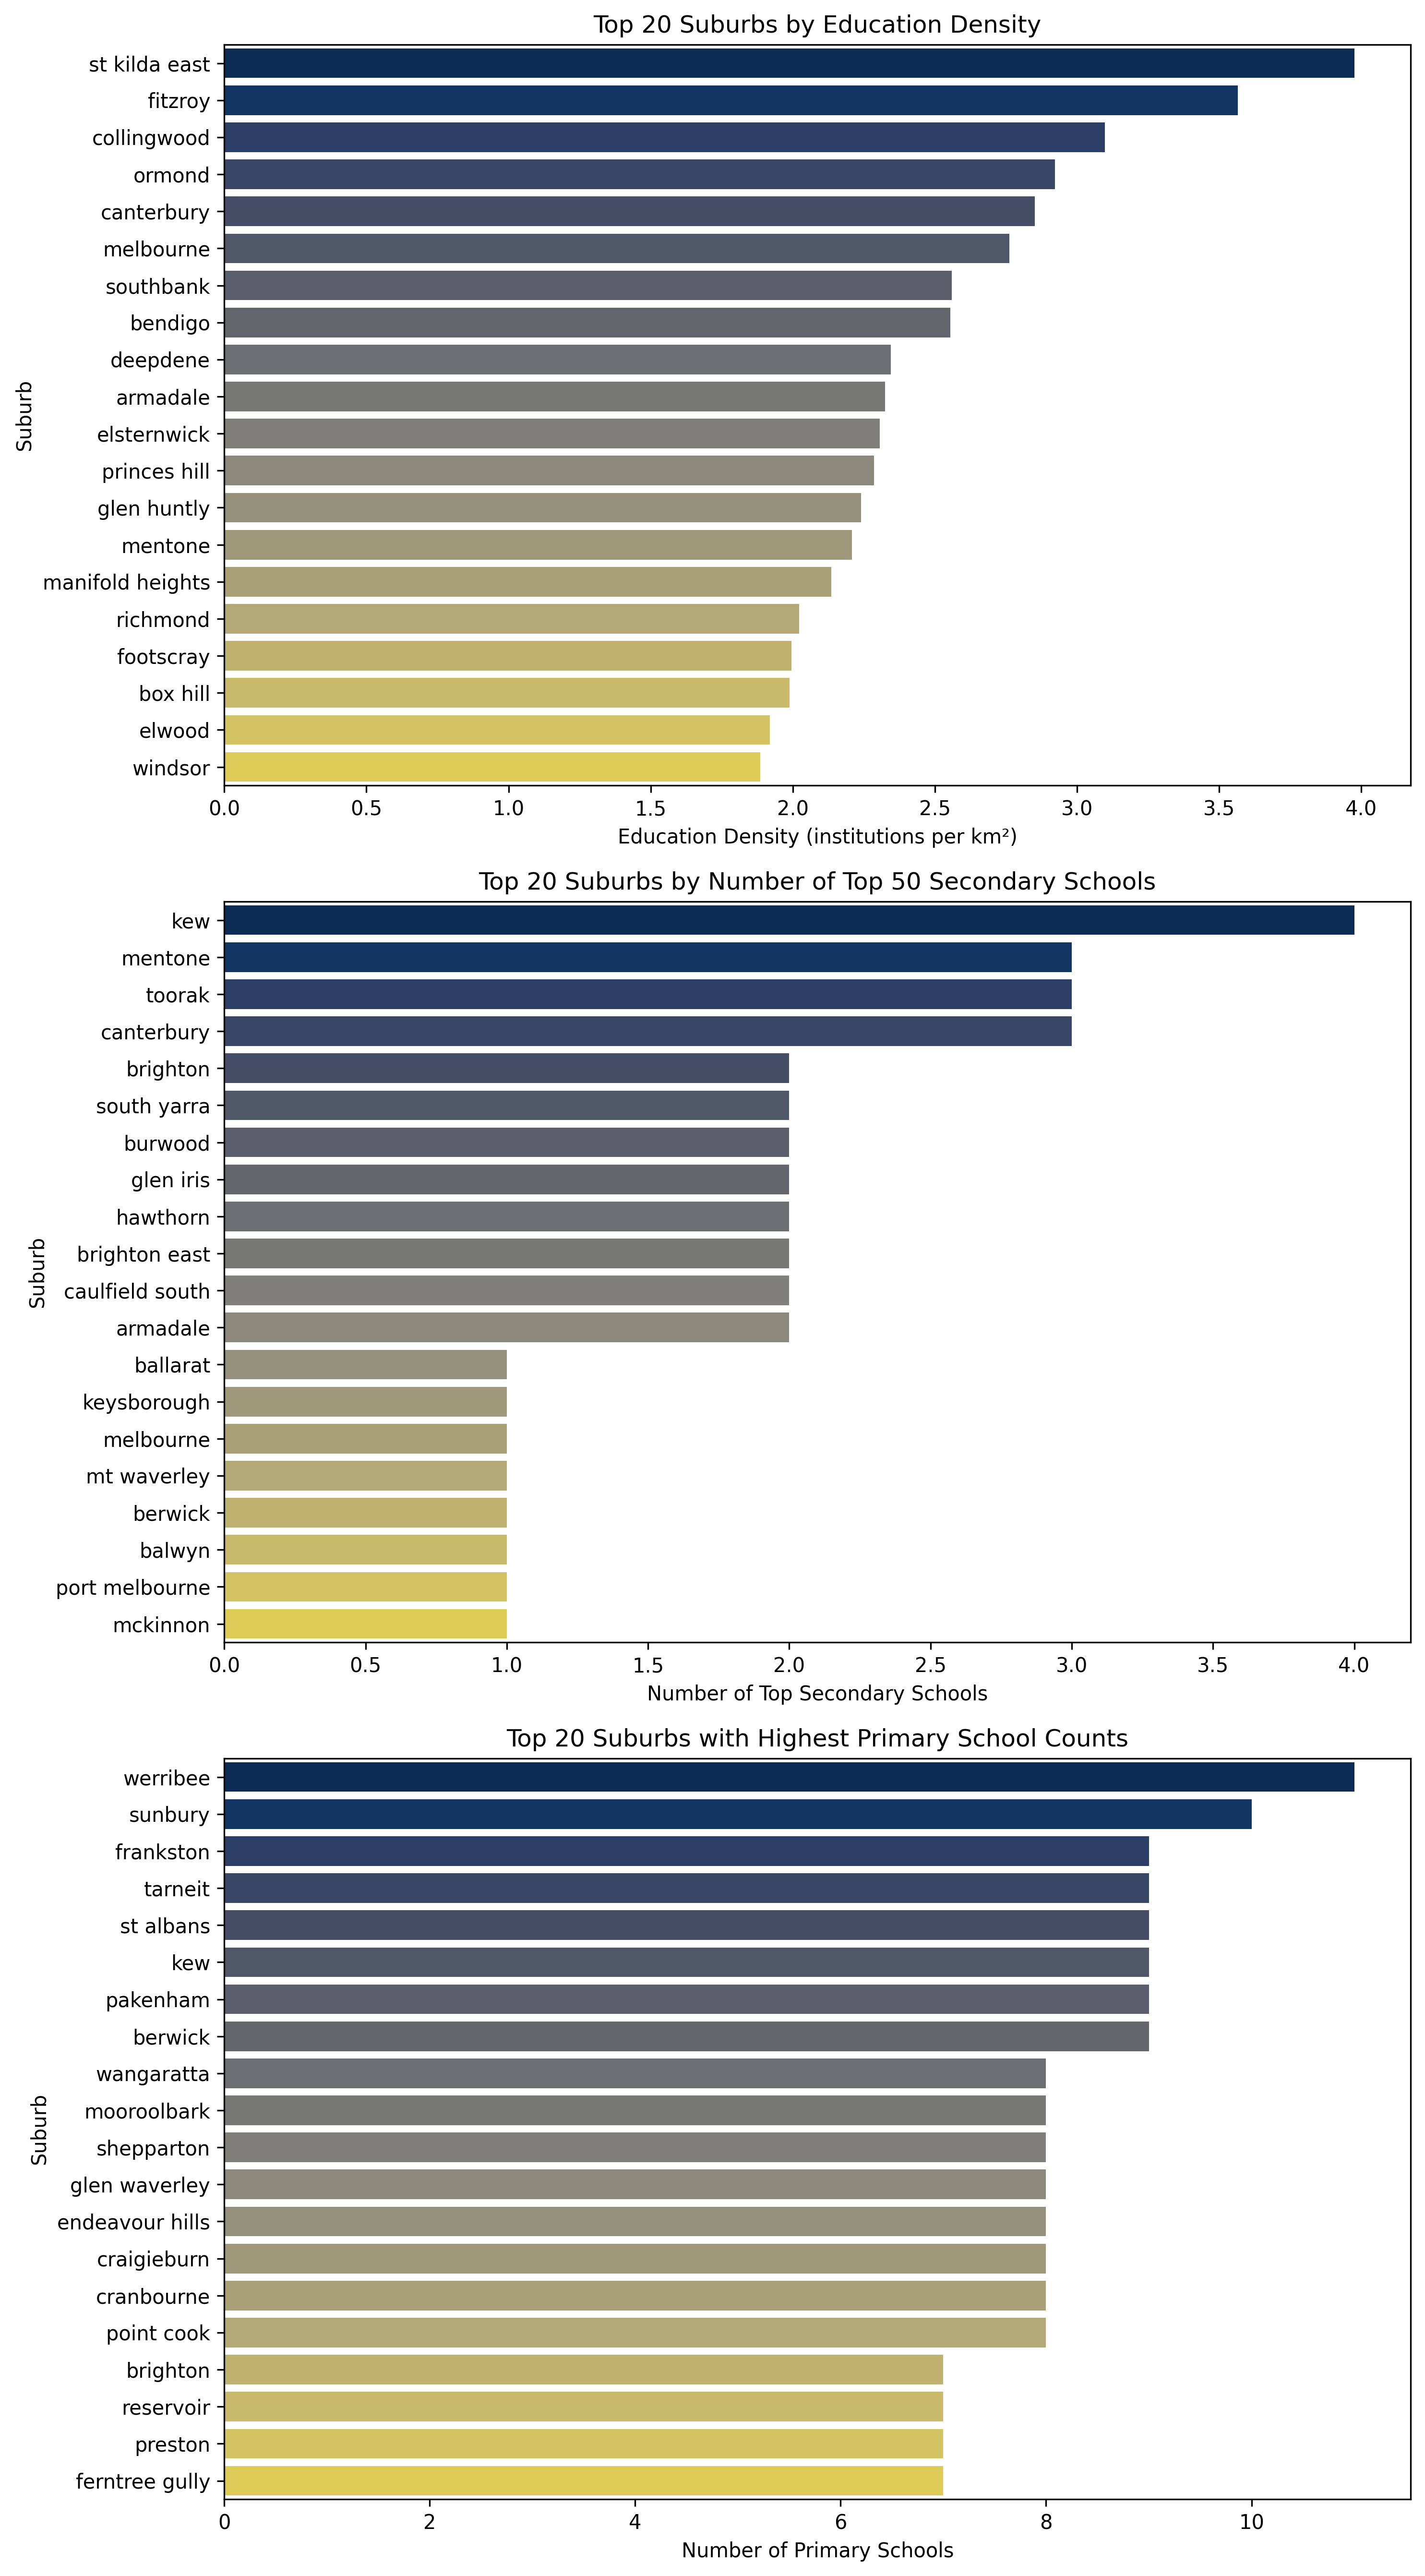 Top 20 Suburbs by Education Density
Suburb
st kilda east
fitzroy
collingwood
ormond
canterbury
melbourne
southbank
bendigo
deepdene
armadale
elsternwick
princes hill
glen huntly
mentone
manifold heights
richmond
footscray
box hill
elwood
windsor
0.0 0.5 1.0 1.5 2.0 2.5 3.0 3.5 4.0
Education Density (institutions per km²)
Top 20 Suburbs by Number of Top 50 Secondary Schools
Suburb
kew
mentone
toorak
canterbury
brighton
south yarra
burwood
glen iris
hawthorn
brighton east
caulfield south
armadale
ballarat
keysborough
melbourne
mt waverley
berwick
balwyn
port melbourne
mckinnon
0.0 0.5 1.0 1.5 2.0 2.5 3.0 3.5 4.0
Number of Top Secondary Schools
Top 20 Suburbs with Highest Primary School Counts
Suburb
werribee
sunbury
frankston
tarneit
st albans
kew
pakenham
berwick
wangaratta
mooroolbark
shepparton
glen waverley
endeavour hills
craigieburn
cranbourne
point cook
brighton
reservoir
preston
ferntree gully
0 2 4 6 8 10
Number of Primary Schools